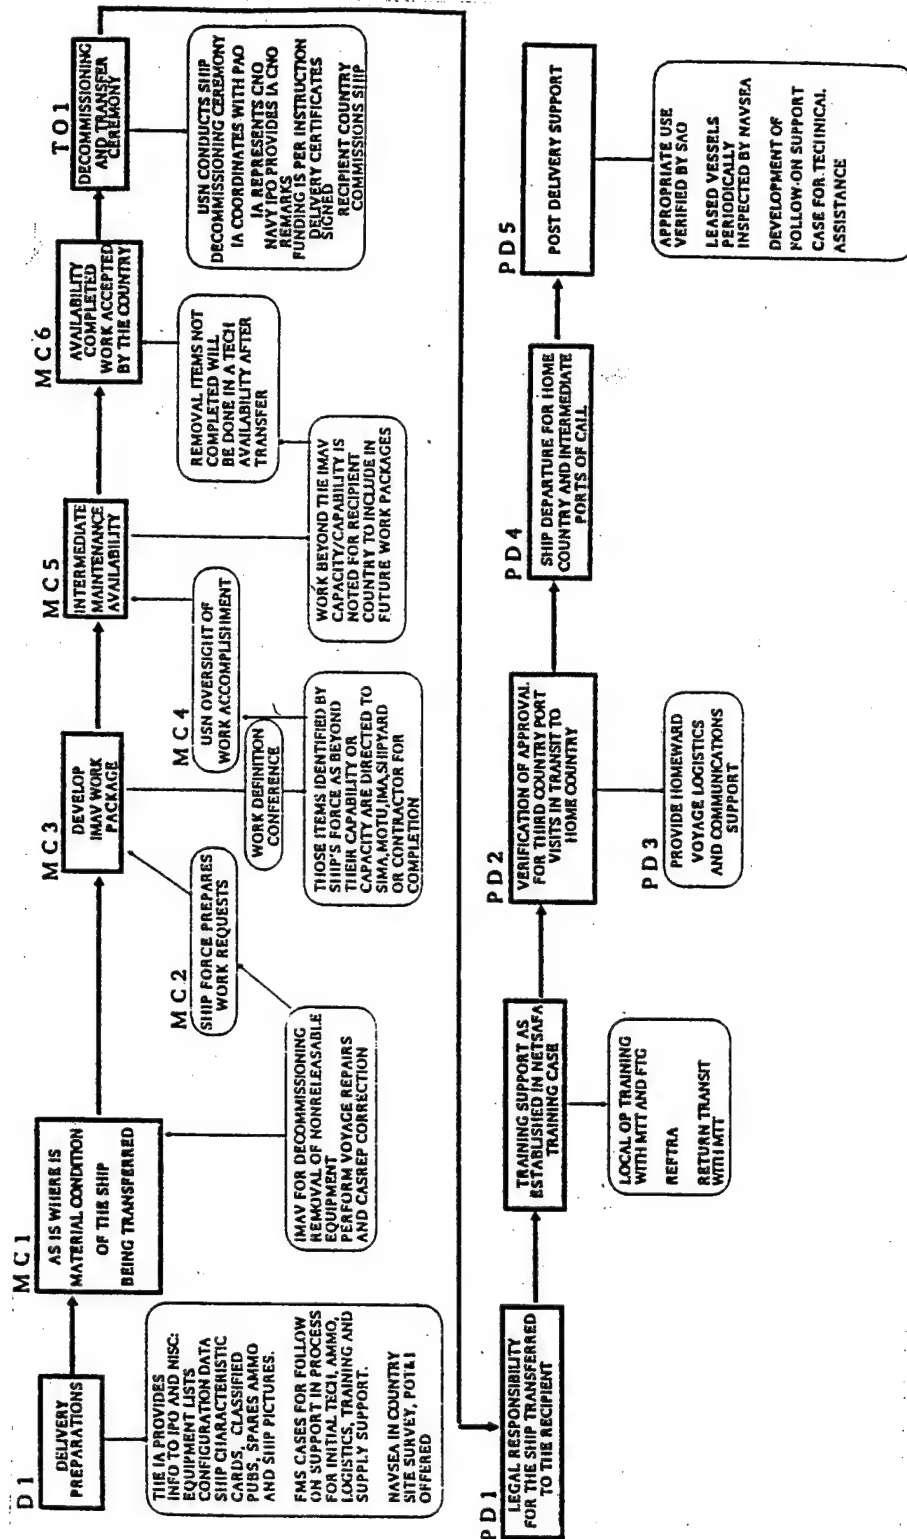 D 1
DELIVERY
PREPARATIONS
THE IA PROVIDES
INFO TO IPO AND NISC:
EQUIPMENT LISTS
CONFIGURATION DATA
SHIP CHARACTERISTIC
CARDS, CLASSIFIED
PUBS, SPARES AMMO
AND SHIP PICTURES.
FMS CASES FOR FOLLOW
ON SUPPORT IN PROCESS
FOR INITIAL TECH, AMMO,
LOGISTICS, TRAINING AND
SUPPLY SUPPORT.
NAVSEA IN COUNTRY
SITE SURVEY, POT& I
OFFERED
M C 1
AS IS WHERE IS
MATERIAL CONDITION
OF THE SHIP
BEING TRANSFERRED
IMAV FOR DECOMMISSIONING
REMOVAL OF NONRELEASABLE
EQUIPMENT
PERFORM VOYAGE REPAIRS
AND CASREP CORRECTION
M C 2
SHIP FORCE PREPARES
WORK REQUESTS
M C 3
DEVELOP
IMAV WORK
PACKAGE
WORK DEFINITION
CONFERENCE
THOSE ITEMS IDENTIFIED BY
SHIP'S FORCE AS BEYOND
THEIR CAPABILITY OR
CAPACITY ARE DIRECTED TO
SIMA, MOTU, IMA, SHIPYARD
OR CONTRACTOR FOR
COMPLETION
M C 4
USN OVERSIGHT OF
WORK ACCOMPLISHMENT
M C 5
INTERMEDIATE
MAINTENANCE
AVAILABILITY
WORK BEYOND THE IMAV
CAPACITY/CAPABILITY IS
NOTED FOR RECIPIENT
COUNTRY TO INCLUDE IN
FUTURE WORK PACKAGES
M C 6
AVAILABILITY
COMPLETED
WORK ACCEPTED
BY THE COUNTRY
REMOVAL ITEMS NOT
COMPLETED WILL
BE DONE IN A TECH
AVAILABILITY AFTER
TRANSFER
T O 1
DECOMMISSIONING
AND TRANSFER
CEREMONY
USN CONDUCTS SHIP
DECOMMISSIONING CEREMONY
IA COORDINATES WITH PAO
IA REPRESENTS CNO
NAVY IPO PROVIDES IA CNO
REMARKS
FUNDING IS PER INSTRUCTION
DELIVERY CERTIFICATES
SIGNED
RECIPIENT COUNTRY
COMMISSIONS SHIP
P D 1
LEGAL RESPONSIBILITY
FOR THE SHIP TRANSFERRED
TO THE RECIPIENT
TRAINING SUPPORT AS
ESTABLISHED IN NETSAFA
TRAINING CASE
LOCAL OP TRAINING
WITH MTT AND FTG
REFTRA
RETURN TRANSIT
WITH MTT
P D 2
VERIFICATION OF APPROVAL
FOR THIRD COUNTRY PORT
VISITS IN TRANSIT TO
HOME COUNTRY
P D 3
PROVIDE HOMEWARD
VOYAGE LOGISTICS
AND COMMUNICATIONS
SUPPORT
P D 4
SHIP DEPARTURE FOR HOME
COUNTRY AND INTERMEDIATE
PORTS OF CALL
P D 5
POST DELIVERY SUPPORT
APPROPRIATE USE
VERIFIED BY SAO
LEASED VESSELS
PERIODICALLY
INSPECTED BY NAVSEA
DEVELOPMENT OF
FOLLOW-ON SUPPORT
CASE FOR TECHNICAL
ASSISTANCE